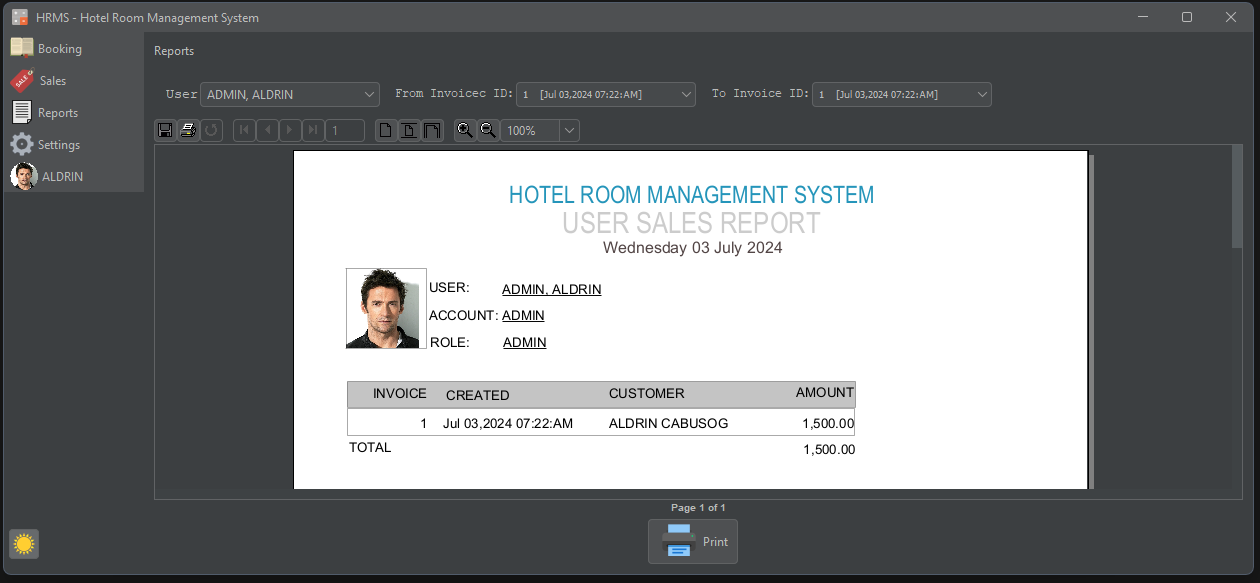 HRMS - Hotel Room Management System
Booking
Sales
Reports
Settings
ALDRIN
Reports
User ADMIN, ALDRIN From Invoicec ID: 1 [Jul 03,2024 07:22:AM] To Invoice ID: 1 [Jul 03,2024 07:22:AM]
1 100%
HOTEL ROOM MANAGEMENT SYSTEM
USER SALES REPORT
Wednesday 03 July 2024
USER: ADMIN, ALDRIN
ACCOUNT: ADMIN
ROLE: ADMIN
INVOICE CREATED CUSTOMER AMOUNT
1 Jul 03,2024 07:22:AM ALDRIN CABUSOG 1,500.00
TOTAL 1,500.00
Page 1 of 1
Print